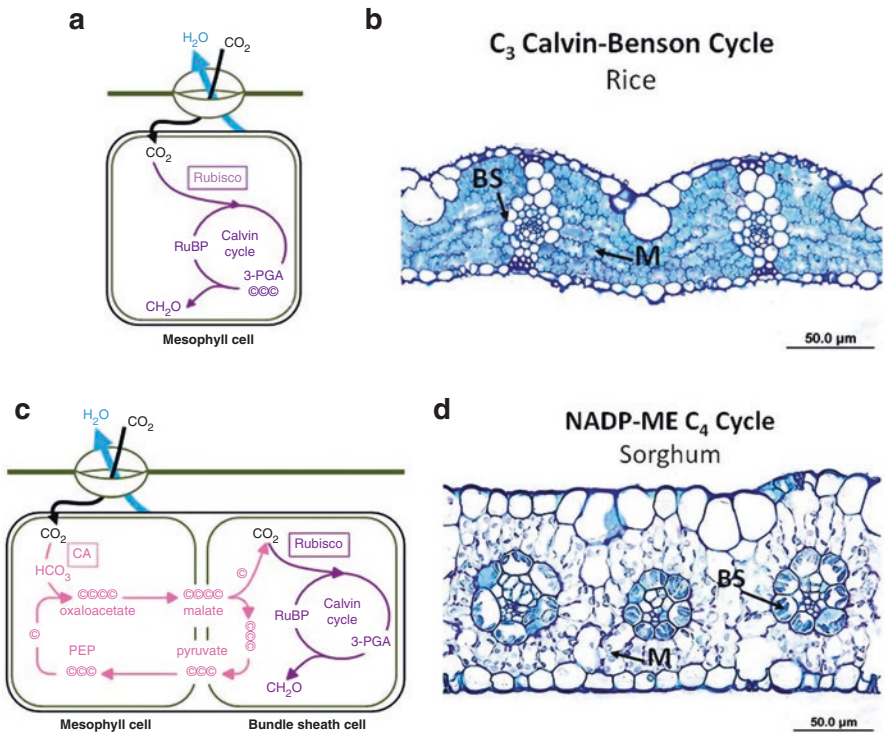 a
H₂O
CO₂
CO₂
Rubisco
RuBP
Calvin
cycle
3-PGA
©©©
CH₂O
Mesophyll cell
b
C₃ Calvin-Benson Cycle
Rice
BS
M
50.0 µm
c
H₂O
CO₂
CO₂
CA
HCO₃
©©©©
oxaloacetate
©©©©
malate
©
©
©©©
PEP
©©©
pyruvate
©©©
CO₂
Rubisco
RuBP
Calvin
cycle
3-PGA
CH₂O
Mesophyll cell
Bundle sheath cell
d
NADP-ME C₄ Cycle
Sorghum
BS
M
50.0 µm